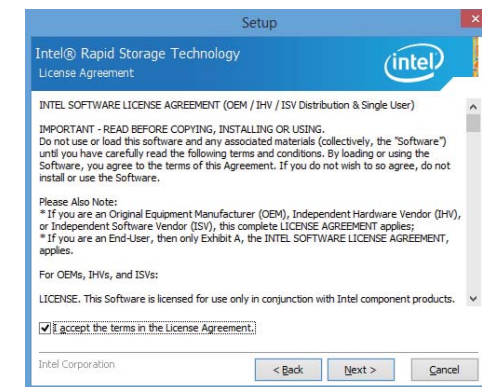 Setup
Intel® Rapid Storage Technology
License Agreement
intel
INTEL SOFTWARE LICENSE AGREEMENT (OEM / IHV / ISV Distribution & Single User)
IMPORTANT - READ BEFORE COPYING, INSTALLING OR USING.
Do not use or load this software and any associated materials (collectively, the "Software")
until you have carefully read the following terms and conditions. By loading or using the
Software, you agree to the terms of this Agreement. If you do not wish to so agree, do not
install or use the Software.
Please Also Note:
* If you are an Original Equipment Manufacturer (OEM), Independent Hardware Vendor (IHV),
or Independent Software Vendor (ISV), this complete LICENSE AGREEMENT applies;
* If you are an End-User, then only Exhibit A, the INTEL SOFTWARE LICENSE AGREEMENT,
applies.
For OEMs, IHVs, and ISVs:
LICENSE. This Software is licensed for use only in conjunction with Intel component products.
I accept the terms in the License Agreement.
Intel Corporation
< Back
Next >
Cancel